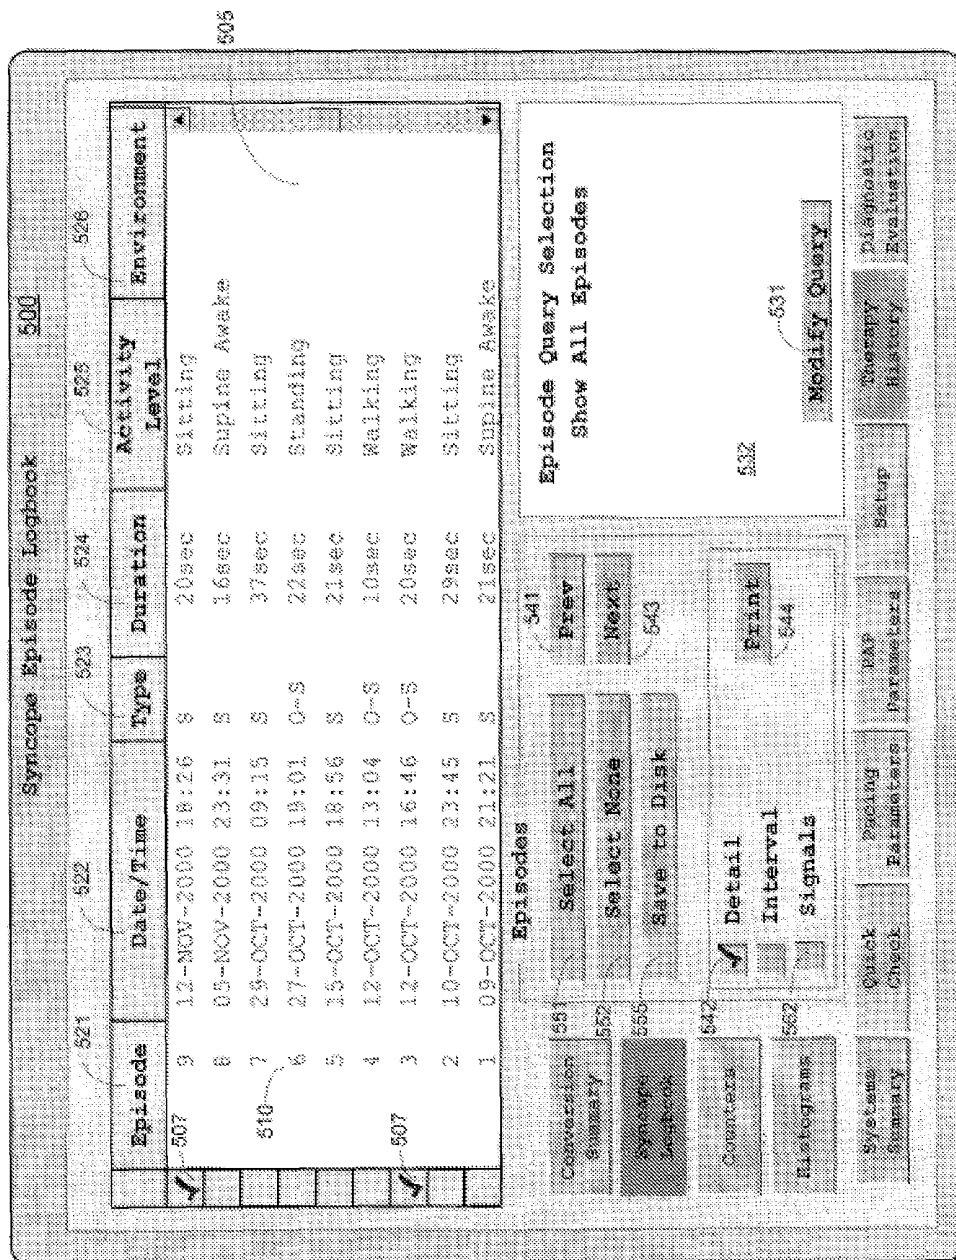 Syncope Episode Logbook 500
521 522 523 524 525 526
Episode Date/Time Type Duration Activity Level Environment
507
9 12-NOV-2000 18:26 S 20sec Sitting
8 05-NOV-2000 23:31 S 16sec Supine Awake
7 29-OCT-2000 09:15 S 37sec Sitting
510
6 27-OCT-2000 19:01 O-S 22sec Standing
5 15-OCT-2000 18:56 S 21sec Sitting
4 12-OCT-2000 13:04 O-S 10sec Walking
507
3 12-OCT-2000 16:46 O-S 20sec Walking
2 10-OCT-2000 23:45 S 29sec Sitting
1 09-OCT-2000 21:21 S 21sec Supine Awake
505
Conversion Summary
Syncope Logbook
Counters
Histograms
Episodes
551 Select All
552 Select None
555 Save to Disk
541 Prev
Next 543
542 Detail
Interval
562 Signals
Print
544
Episode Query Selection
Show All Episodes
532
531
Modify Query
Systems Summary
Quick Check
Pacing Parameters
PAP Parameters
Setup
Therapy History
Diagnostic Evaluation